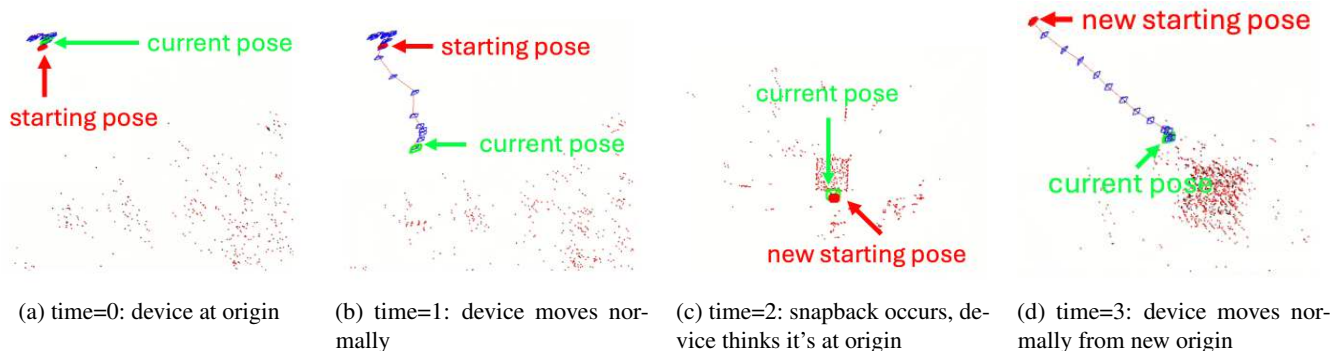 current pose
starting pose
starting pose
current pose
current pose
new starting pose
new starting pose
current pose
(a) time=0: device at origin
(b) time=1: device moves nor-
mally
(c) time=2: snapback occurs, de-
vice thinks it's at origin
(d) time=3: device moves nor-
mally from new origin